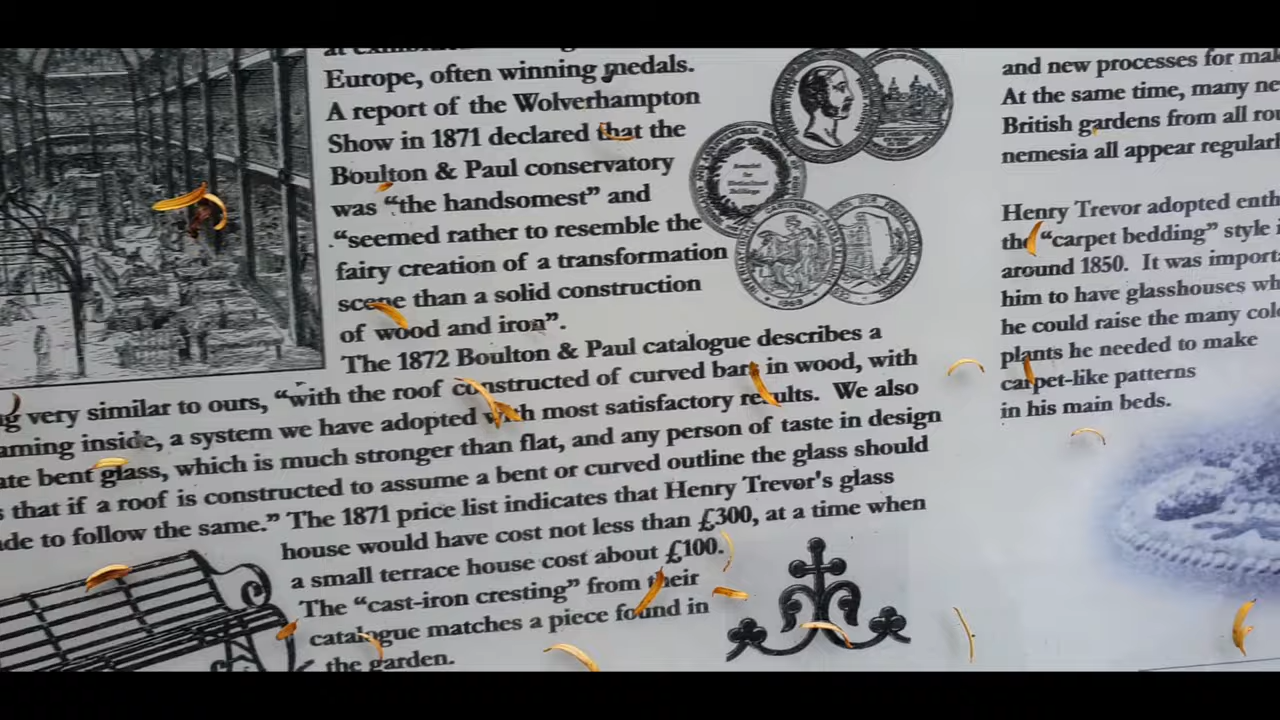 Europe, often winning medals.
A report of the Wolverhampton
Show in 1871 declared that the
Boulton & Paul conservatory
was “the handsomest” and
“seemed rather to resemble the
fairy creation of a transformation
scene than a solid construction
of wood and iron”.
The 1872 Boulton & Paul catalogue describes a
very similar to ours, “with the roof constructed of curved bars in wood, with
inside, a system we have adopted with most satisfactory results. We also
bent glass, which is much stronger than flat, and any person of taste in design
that if a roof is constructed to assume a bent or curved outline the glass should
to follow the same.” The 1871 price list indicates that Henry Trevor's glass
house would have cost not less than £300, at a time when
a small terrace house cost about £100.
The “cast-iron cresting” from their
catalogue matches a piece found in
the garden.
and new processes for
At the same time, many
British gardens from all
nemesia all appear
Henry Trevor adopted
the “carpet bedding” style
around 1850. It was
him to have glasshouses
he could raise the many
plants he needed to make
carpet-like patterns
in his main beds.